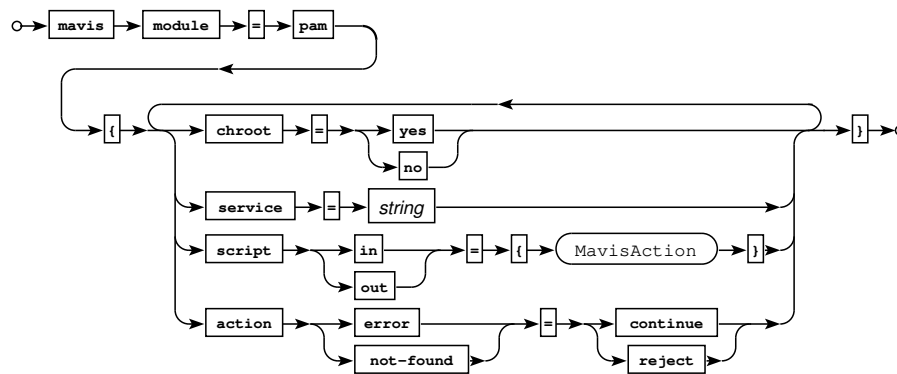 mavis module = pam
{ chroot = yes }
no
service = string
script in = { MavisAction }
out
action error = continue
not-found reject